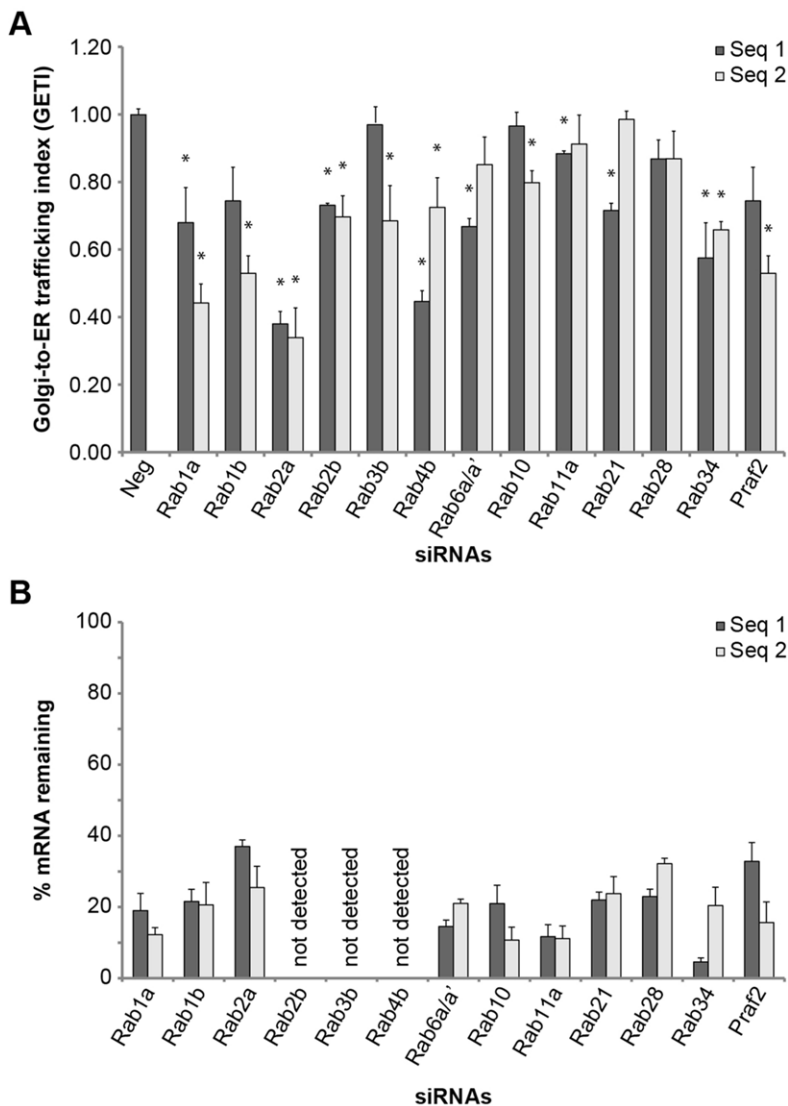 A
Golgi-to-ER trafficking index (GETI)
1.20
1.00
0.80
0.60
0.40
0.20
0.00
Seq 1
Seq 2
* * * * * * * * * * * * * * * * *
Neg Rab1a Rab1b Rab2a Rab2b Rab3b Rab4b Rab6a/a' Rab10 Rab11a Rab21 Rab28 Rab34 Praf2
siRNAs
B
% mRNA remaining
100
80
60
40
20
0
Seq 1
Seq 2
not detected
not detected
not detected
Rab1a Rab1b Rab2a Rab2b Rab3b Rab4b Rab6a/a' Rab10 Rab11a Rab21 Rab28 Rab34 Praf2
siRNAs